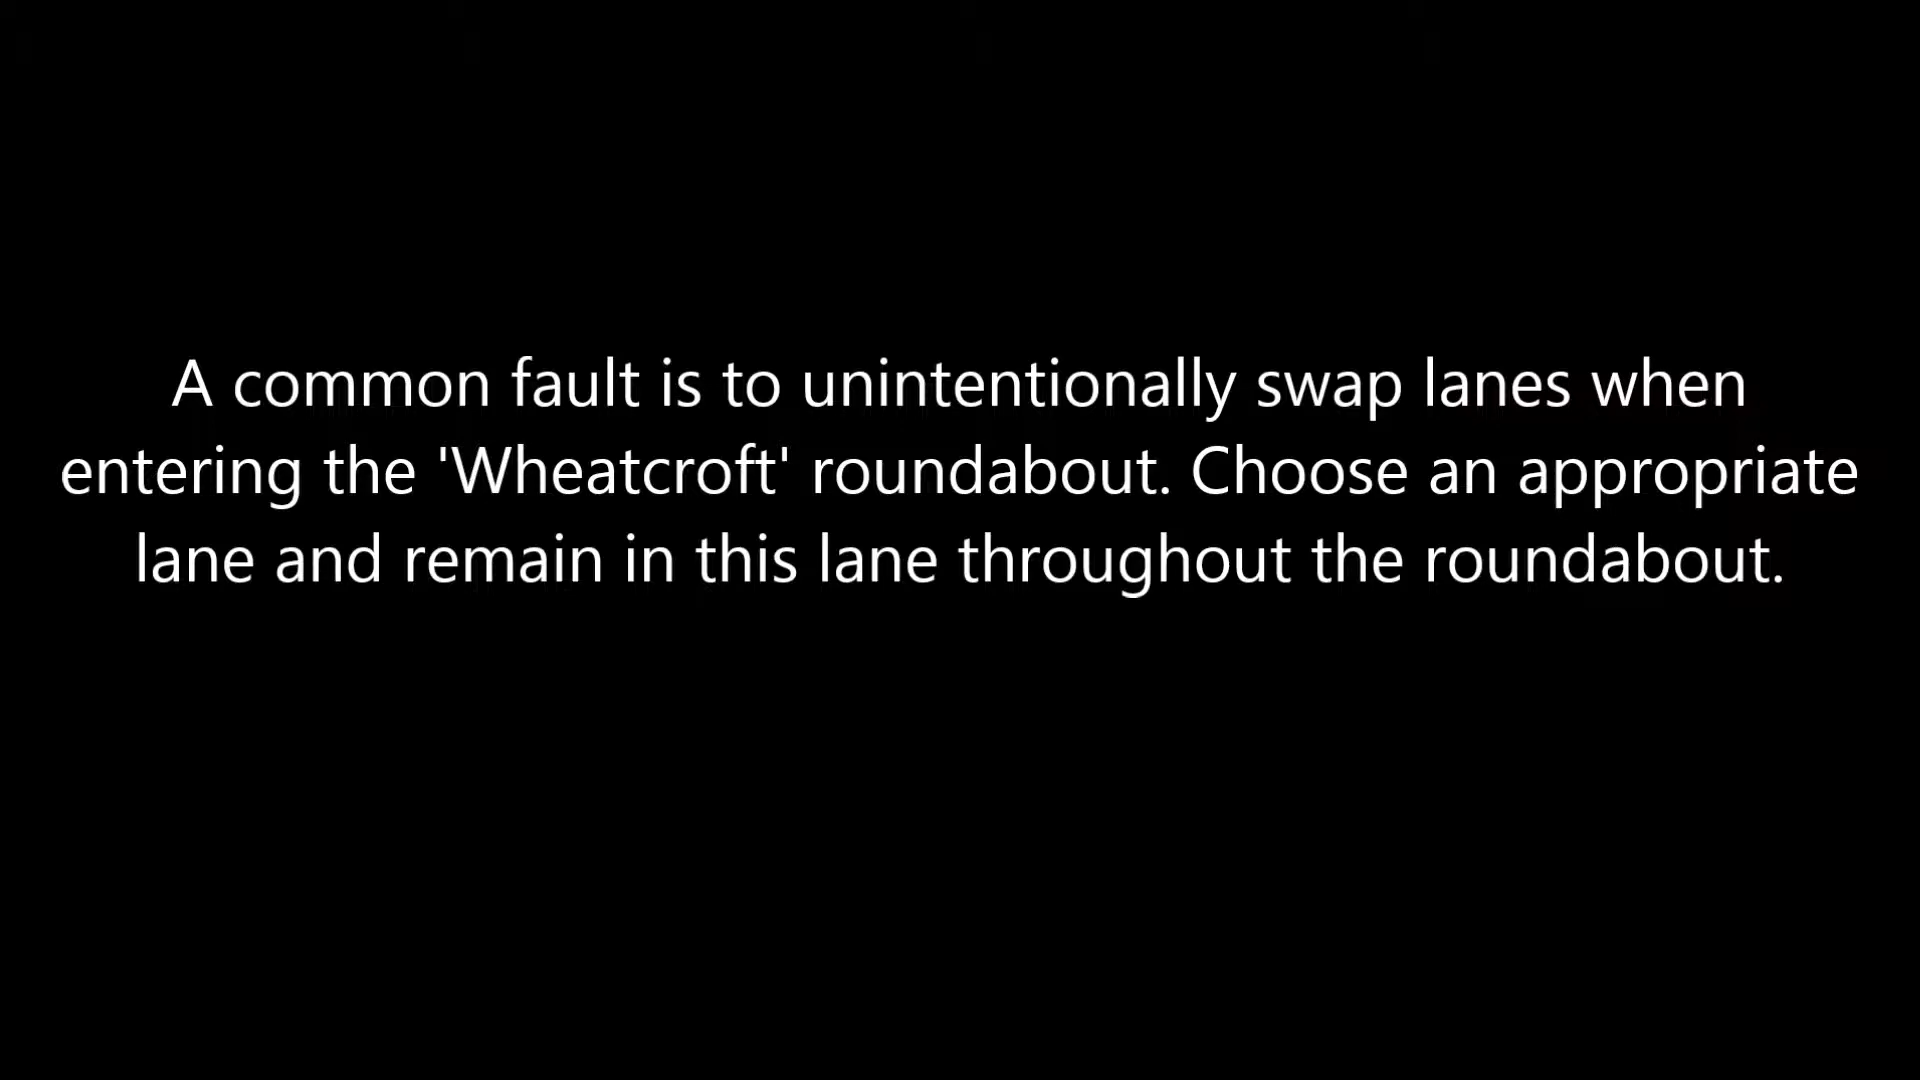 A common fault is to unintentionally swap lanes when
entering the 'Wheatcroft' roundabout. Choose an appropriate
lane and remain in this lane throughout the roundabout.